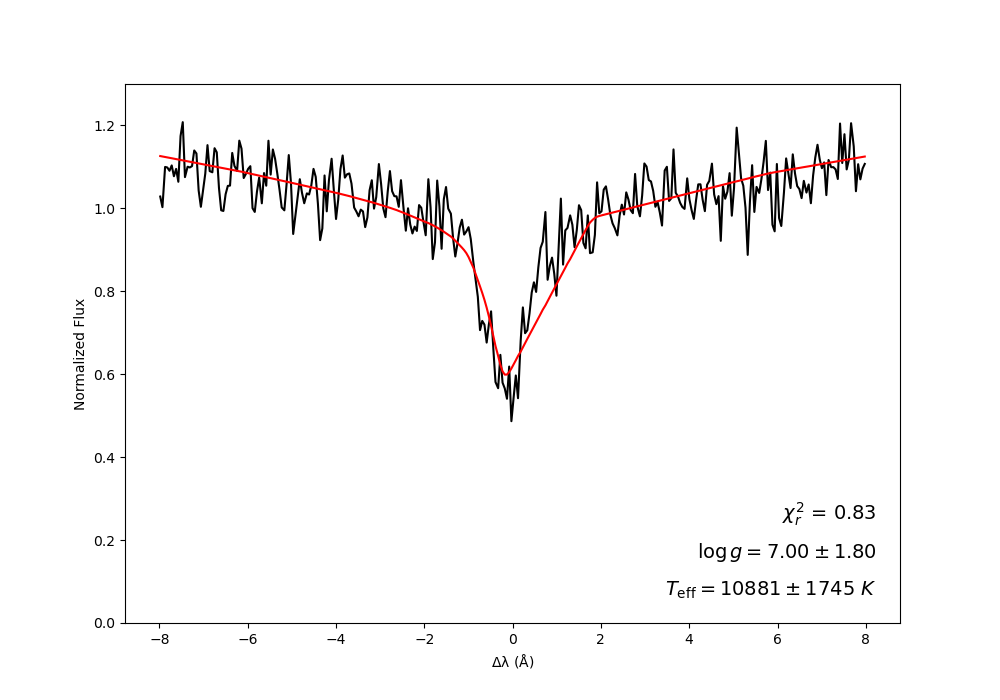 1.2
1.0
0.8
0.6
0.4
0.2
0.0
Normalized Flux
χ²ᵣ = 0.83
log g = 7.00 ± 1.80
T_eff = 10881 ± 1745 K
−8 −6 −4 −2 0 2 4 6 8
Δλ (Å)